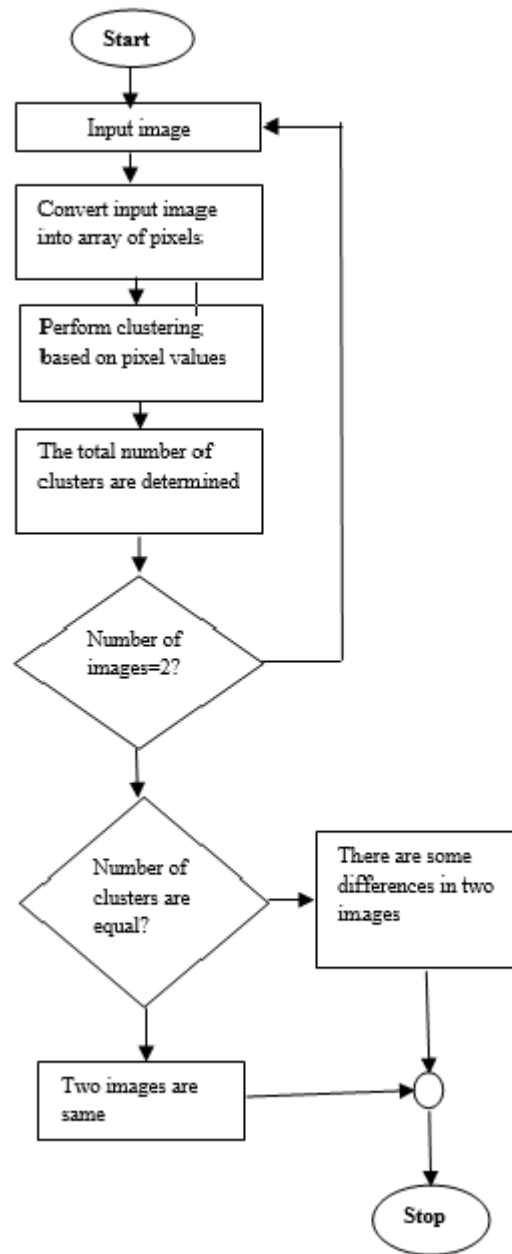 Start
Input image
Convert input image
into array of pixels
Perform clustering
based on pixel values
The total number of
clusters are determined
Number of
images=2?
Number of
clusters are
equal?
There are some
differences in two
images
Two images are
same
Stop